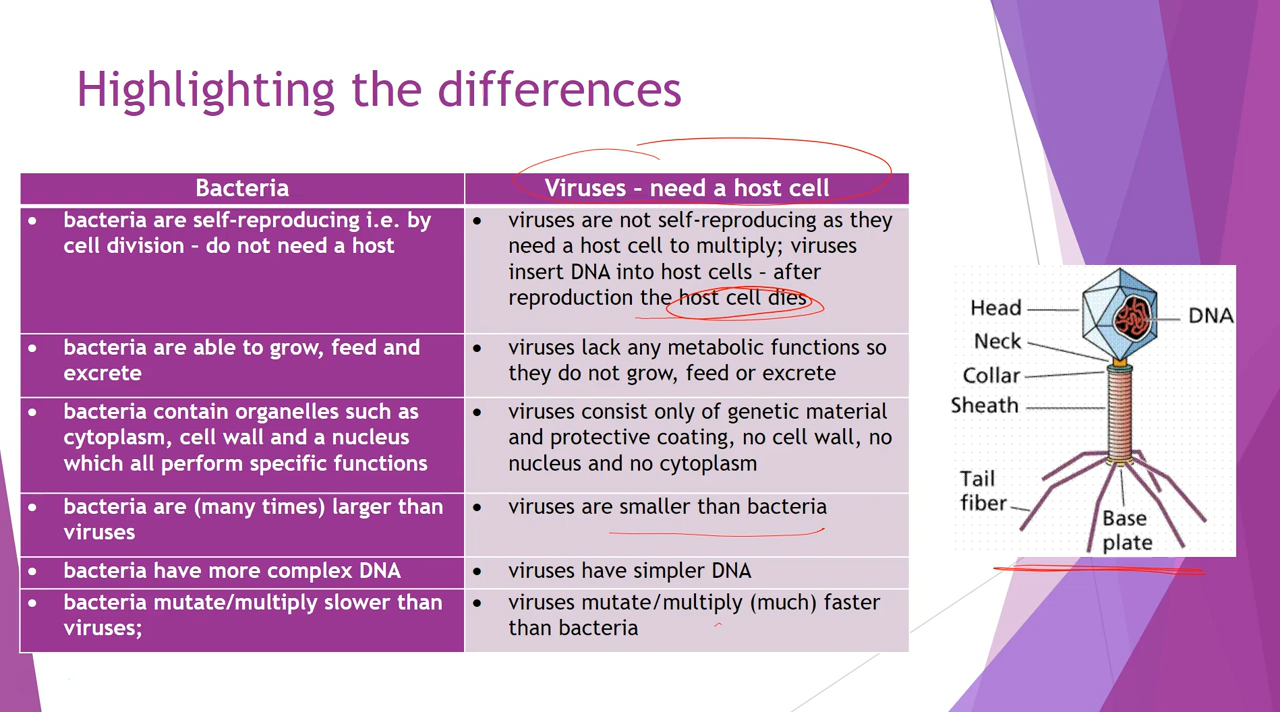 Highlighting the differences
Bacteria
Viruses – need a host cell
• bacteria are self-reproducing i.e. by
cell division – do not need a host
• viruses are not self-reproducing as they
need a host cell to multiply; viruses
insert DNA into host cells – after
reproduction the host cell dies
• bacteria are able to grow, feed and
excrete
• viruses lack any metabolic functions so
they do not grow, feed or excrete
• bacteria contain organelles such as
cytoplasm, cell wall and a nucleus
which all perform specific functions
• viruses consist only of genetic material
and protective coating, no cell wall, no
nucleus and no cytoplasm
• bacteria are (many times) larger than
viruses
• viruses are smaller than bacteria
• bacteria have more complex DNA
• viruses have simpler DNA
• bacteria mutate/multiply slower than
viruses;
• viruses mutate/multiply (much) faster
than bacteria
Head
DNA
Neck
Collar
Sheath
Tail
fiber
Base
plate